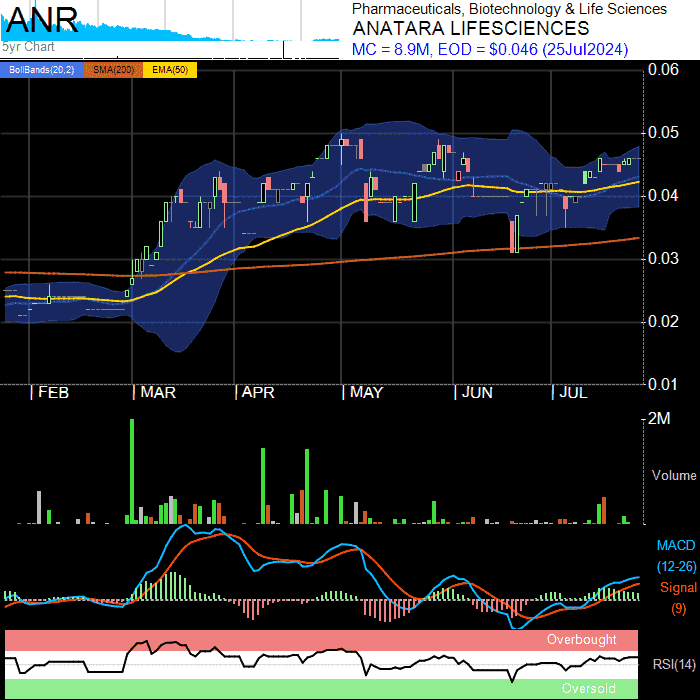 ANR
5yr Chart
Pharmaceuticals, Biotechnology & Life Sciences
ANATARA LIFESCIENCES
MC = 8.9M, EOD = $0.046 (25Jul2024)
BollBands(20,2) SMA(200) EMA(50)
0.06
0.05
0.04
0.03
0.02
0.01
FEB MAR APR MAY JUN JUL
2M
Volume
MACD
(12-26)
Signal
(9)
Overbought
RSI(14)
Oversold